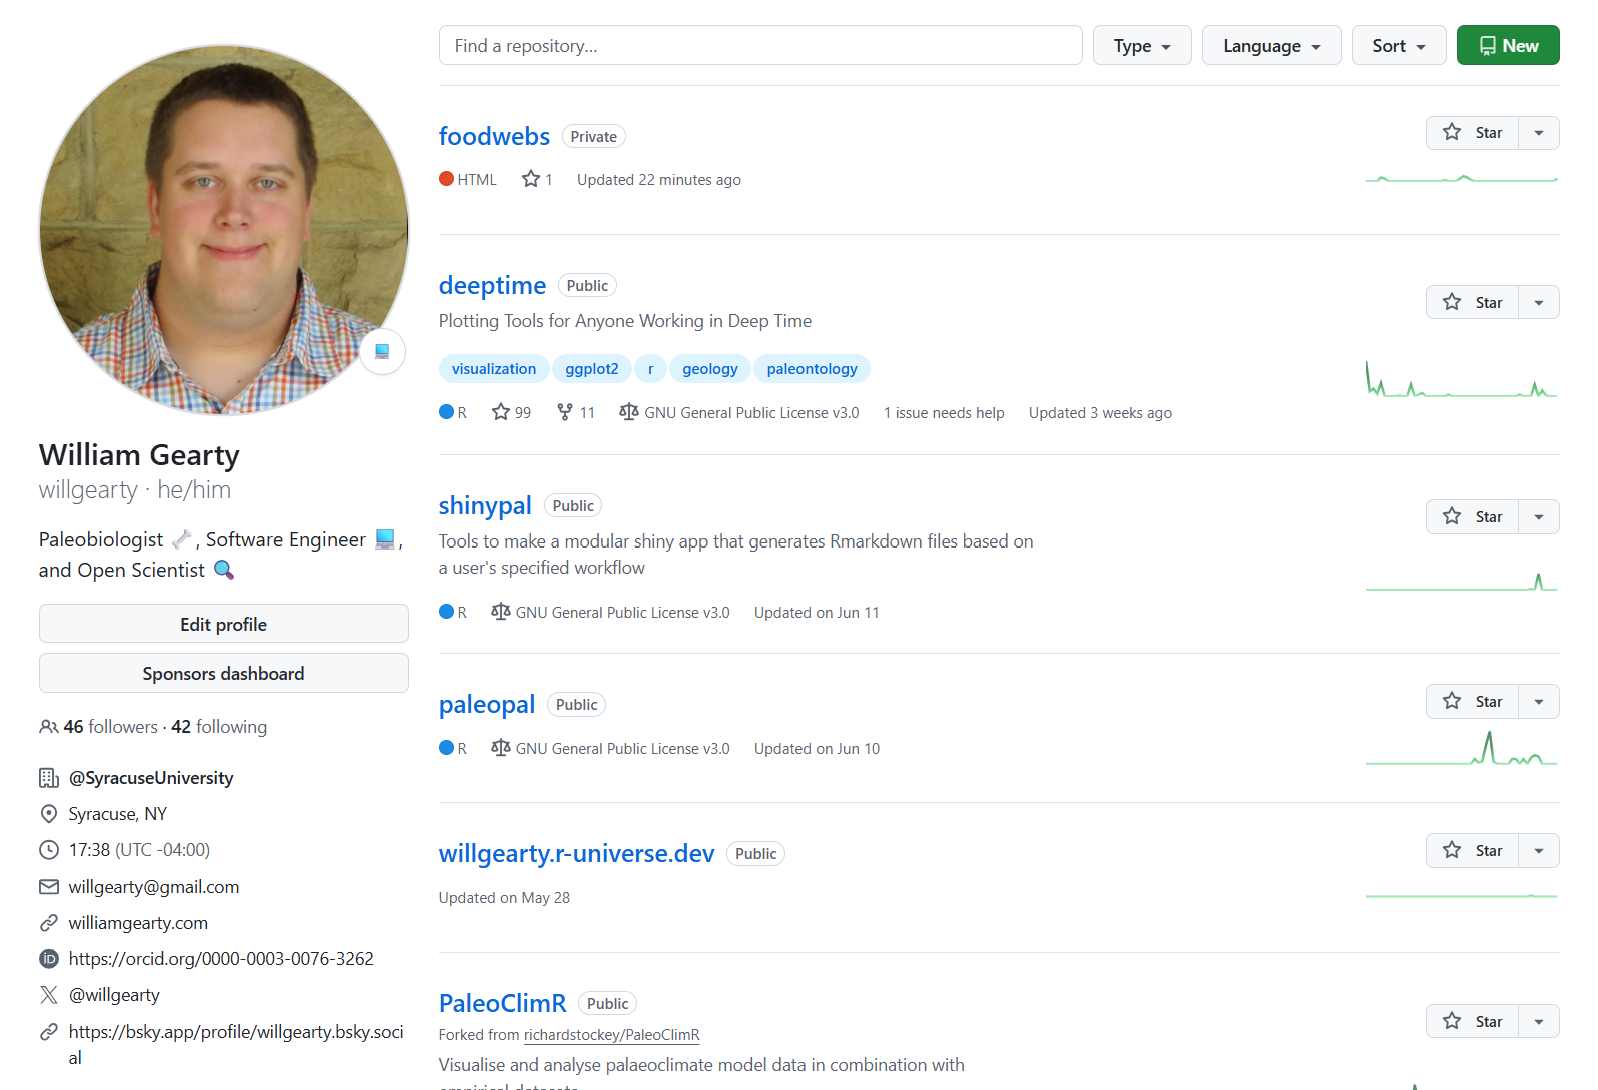 Find a repository...
Type
Language
Sort
New
foodwebs
Private
Star
HTML
1
Updated 22 minutes ago
deeptime
Public
Star
Plotting Tools for Anyone Working in Deep Time
visualization
ggplot2
r
geology
paleontology
R
99
11
GNU General Public License v3.0
1 issue needs help
Updated 3 weeks ago
shinypal
Public
Star
Tools to make a modular shiny app that generates Rmarkdown files based on
a user's specified workflow
R
GNU General Public License v3.0
Updated on Jun 11
paleopal
Public
Star
R
GNU General Public License v3.0
Updated on Jun 10
willgearty.r-universe.dev
Public
Star
Updated on May 28
PaleoClimR
Public
Star
Forked from richardstockey/PaleoClimR
Visualise and analyse palaeoclimate model data in combination with
William Gearty
willgearty · he/him
Paleobiologist 🦴, Software Engineer 💻,
and Open Scientist 🔍
Edit profile
Sponsors dashboard
46 followers · 42 following
@SyracuseUniversity
Syracuse, NY
17:38 (UTC -04:00)
willgearty@gmail.com
williamgearty.com
iD
https://orcid.org/0000-0003-0076-3262
@willgearty
https://bsky.app/profile/willgearty.bsky.soci
al